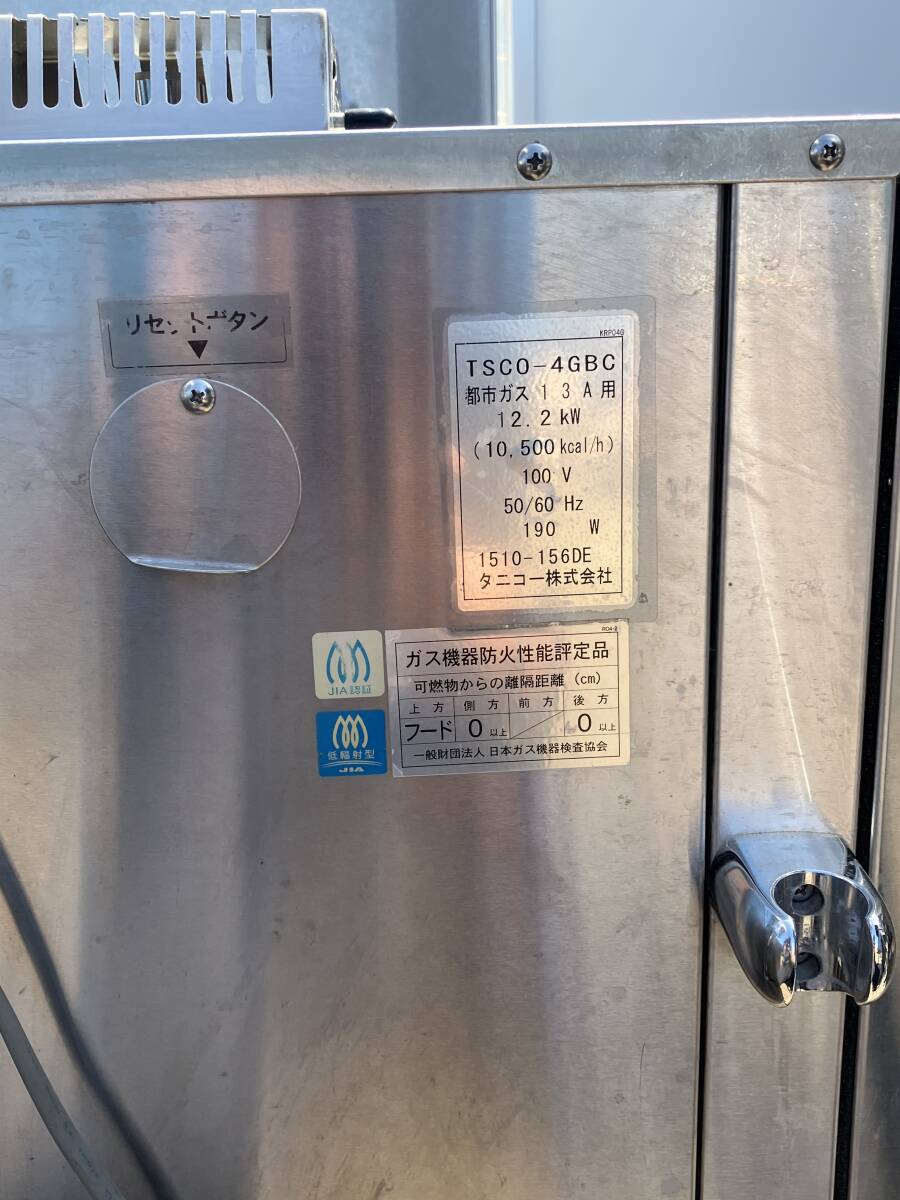 リセットボタン
▼
KRP04G
TSCO-4GBC
都市ガス 13A用
12.2 kW
(10,500 kcal/h)
100 V
50/60 Hz
190 W
1510-156DE
タニコー株式会社
JIA認証
低輻射型
JIA
R04-2
ガス機器防火性能評定品
可燃物からの離隔距離 (cm)
上方 側方 前方 後方
フード 0 以上 0 以上
一般財団法人 日本ガス機器検査協会